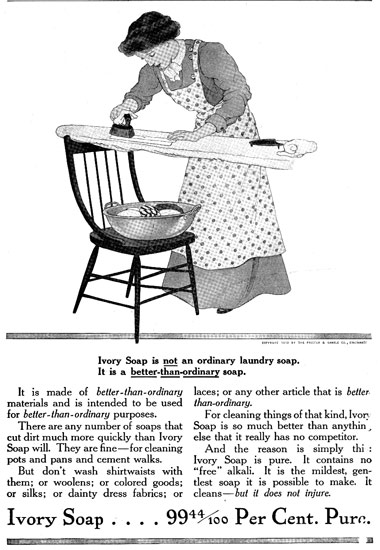 COPYRIGHT 1910 BY THE PROCTER & GAMBLE CO., CINCINNATI
Ivory Soap is not an ordinary laundry soap.
It is a better-than-ordinary soap.
It is made of better-than-ordinary
materials and is intended to be used
for better-than-ordinary purposes.
There are any number of soaps that
cut dirt much more quickly than Ivory
Soap will. They are fine—for cleaning
pots and pans and cement walks.
But don't wash shirtwaists with
them; or woolens; or colored goods;
or silks; or dainty dress fabrics; or
laces; or any other article that is better
than-ordinary.
For cleaning things of that kind, Ivor
Soap is so much better than anythin
else that it really has no competitor.
And the reason is simply thi :
Ivory Soap is pure. It contains no
"free" alkali. It is the mildest, gen-
tlest soap it is possible to make. It
cleans—but it does not injure.
Ivory Soap . . . . 99 44/100 Per Cent. Pure.